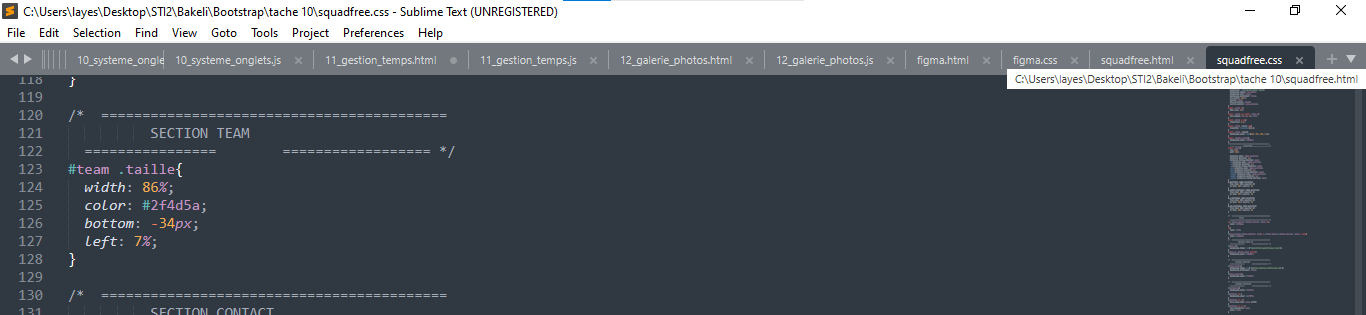 C:\Users\layes\Desktop\STI2\Bakeli\Bootstrap\tache 10\squadfree.css - Sublime Text (UNREGISTERED)
File Edit Selection Find View Goto Tools Project Preferences Help
10_systeme_ongle 10_systeme_onglets.js 11_gestion_temps.html 11_gestion_temps.js 12_galerie_photos.html 12_galerie_photos.js figma.html figma.css squadfree.html squadfree.css
C:\Users\layes\Desktop\STI2\Bakeli\Bootstrap\tache 10\squadfree.html
118 }
119
120 /* ==========================================
121 SECTION TEAM
122 ================ ================== */
123 #team .taille{
124 width: 86%;
125 color: #2f4d5a;
126 bottom: -34px;
127 left: 7%;
128 }
129
130 /* ==========================================
131 SECTION CONTACT